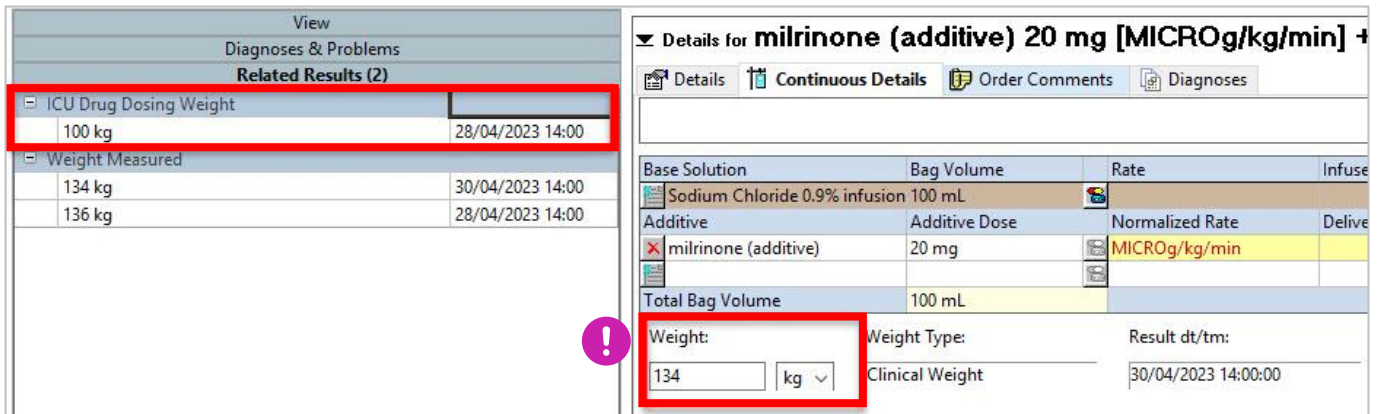 View
Diagnoses & Problems
Related Results (2)
ICU Drug Dosing Weight
100 kg 28/04/2023 14:00
Weight Measured
134 kg 30/04/2023 14:00
136 kg 28/04/2023 14:00
Details for milrinone (additive) 20 mg [MICROg/kg/min] +
Details Continuous Details Order Comments Diagnoses
Base Solution Bag Volume Rate Infuse
Sodium Chloride 0.9% infusion 100 mL
Additive Additive Dose Normalized Rate Delive
milrinone (additive) 20 mg MICROg/kg/min
Total Bag Volume 100 mL
!
Weight: Weight Type: Result dt/tm:
134 kg Clinical Weight 30/04/2023 14:00:00